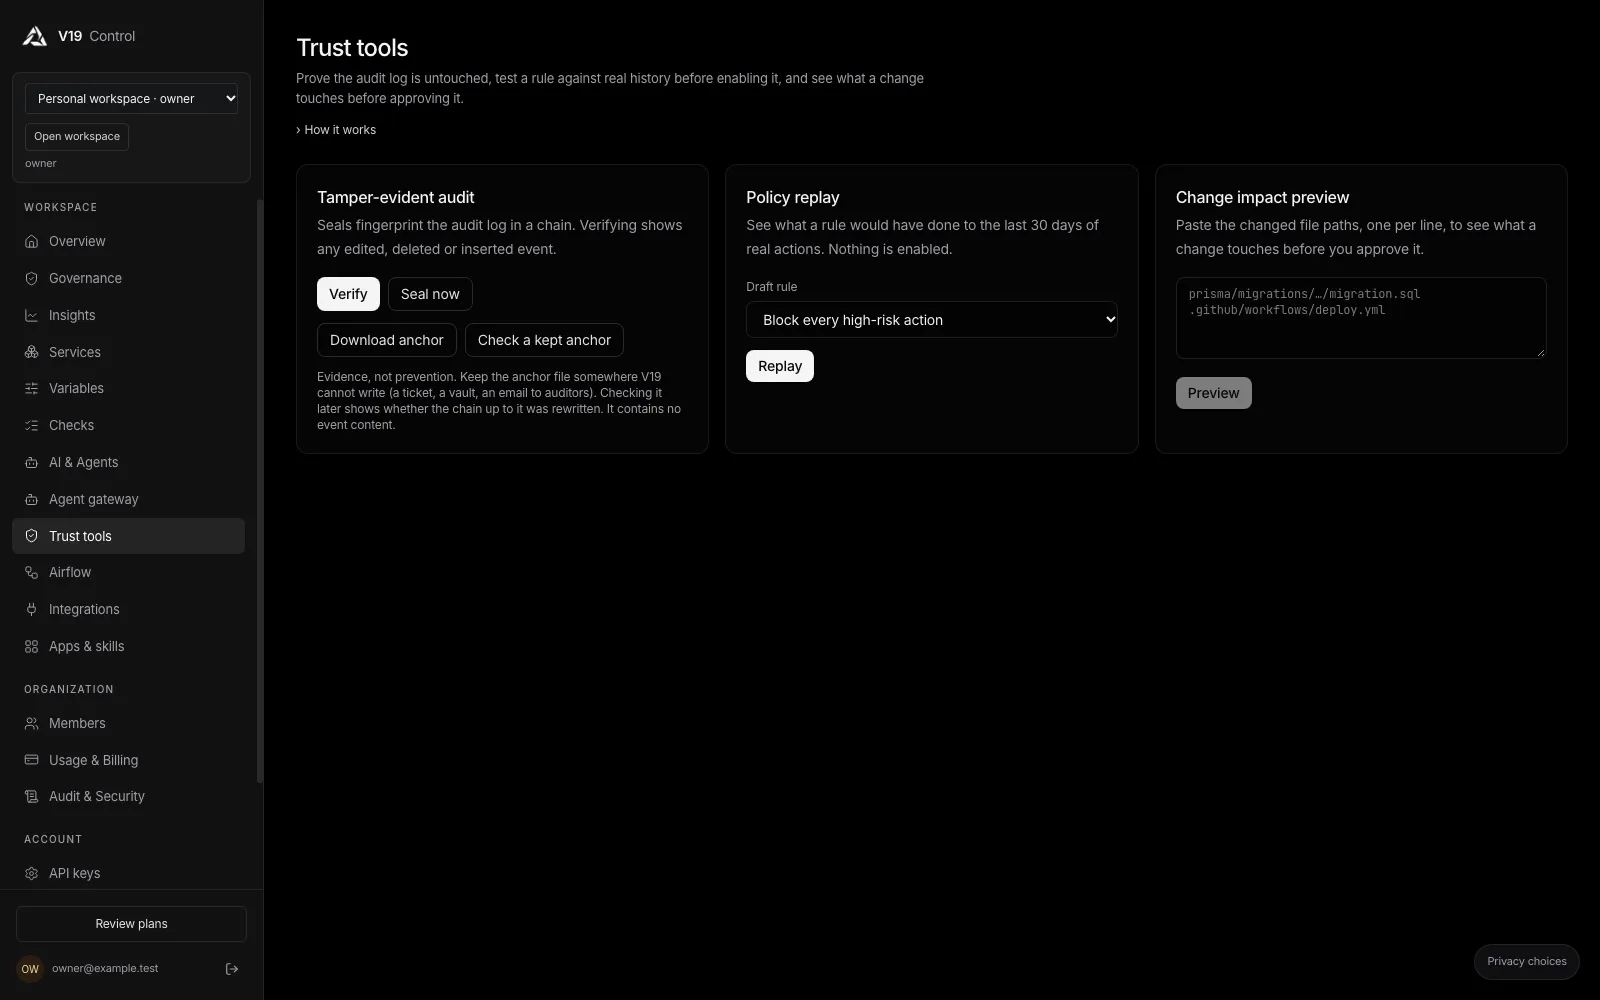 V19 Control
Personal workspace · owner
Open workspace
owner
WORKSPACE
Overview
Governance
Insights
Services
Variables
Checks
AI & Agents
Agent gateway
Trust tools
Airflow
Integrations
Apps & skills
ORGANIZATION
Members
Usage & Billing
Audit & Security
ACCOUNT
API keys
Review plans
OW owner@example.test
Trust tools
Prove the audit log is untouched, test a rule against real history before enabling it, and see what a change
touches before approving it.
› How it works
Tamper-evident audit
Seals fingerprint the audit log in a chain. Verifying shows
any edited, deleted or inserted event.
Verify Seal now
Download anchor Check a kept anchor
Evidence, not prevention. Keep the anchor file somewhere V19
cannot write (a ticket, a vault, an email to auditors). Checking it
later shows whether the chain up to it was rewritten. It contains no
event content.
Policy replay
See what a rule would have done to the last 30 days of
real actions. Nothing is enabled.
Draft rule
Block every high-risk action
Replay
Change impact preview
Paste the changed file paths, one per line, to see what a
change touches before you approve it.
prisma/migrations/…/migration.sql
.github/workflows/deploy.yml
Preview
Privacy choices